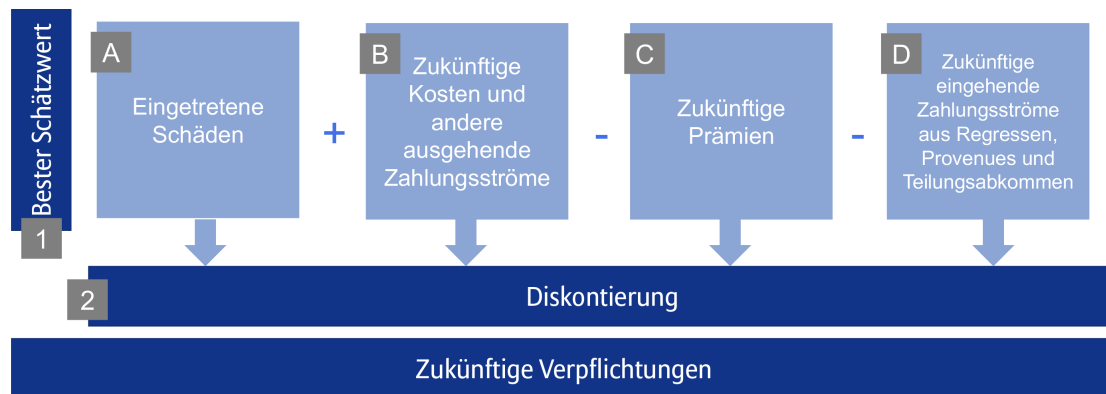 Bester Schätzwert
1
A
Eingetretene
Schäden
+
B
Zukünftige
Kosten und
andere
ausgehende
Zahlungsströme
-
C
Zukünftige
Prämien
-
D
Zukünftige
eingehende
Zahlungsströme
aus Regressen,
Provenues und
Teilungsabkommen
2
Diskontierung
Zukünftige Verpflichtungen